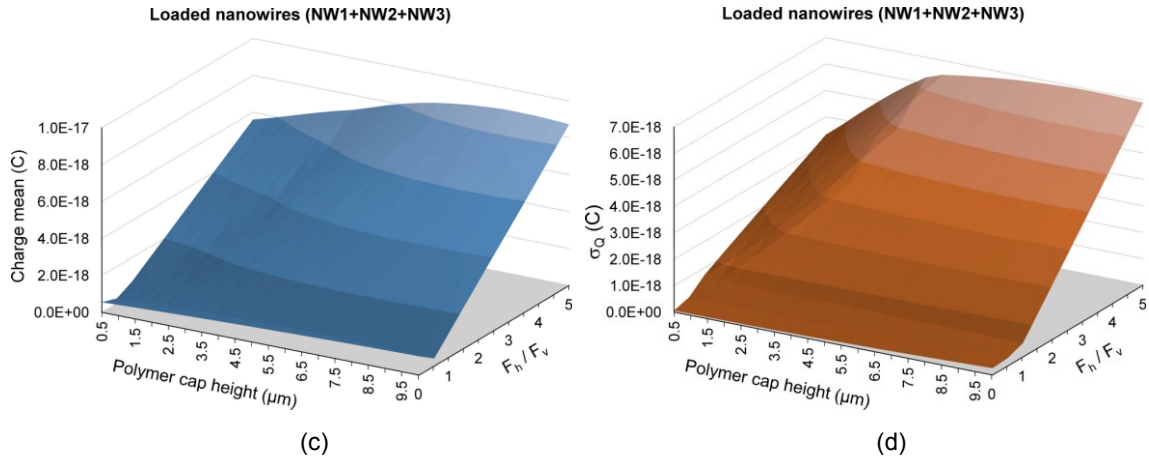 Loaded nanowires (NW1+NW2+NW3)
Charge mean (C)
1.0E-17
8.0E-18
6.0E-18
4.0E-18
2.0E-18
0.0E+00
0.5
1.5
2.5
3.5
4.5
5.5
6.5
7.5
8.5
9.5
Polymer cap height (μm)
0
1
2
3
4
5
Fh / Fv
(c)
Loaded nanowires (NW1+NW2+NW3)
σQ (C)
7.0E-18
6.0E-18
5.0E-18
4.0E-18
3.0E-18
2.0E-18
1.0E-18
0.0E+00
0.5
1.5
2.5
3.5
4.5
5.5
6.5
7.5
8.5
9.5
Polymer cap height (μm)
0
1
2
3
4
5
Fh / Fv
(d)